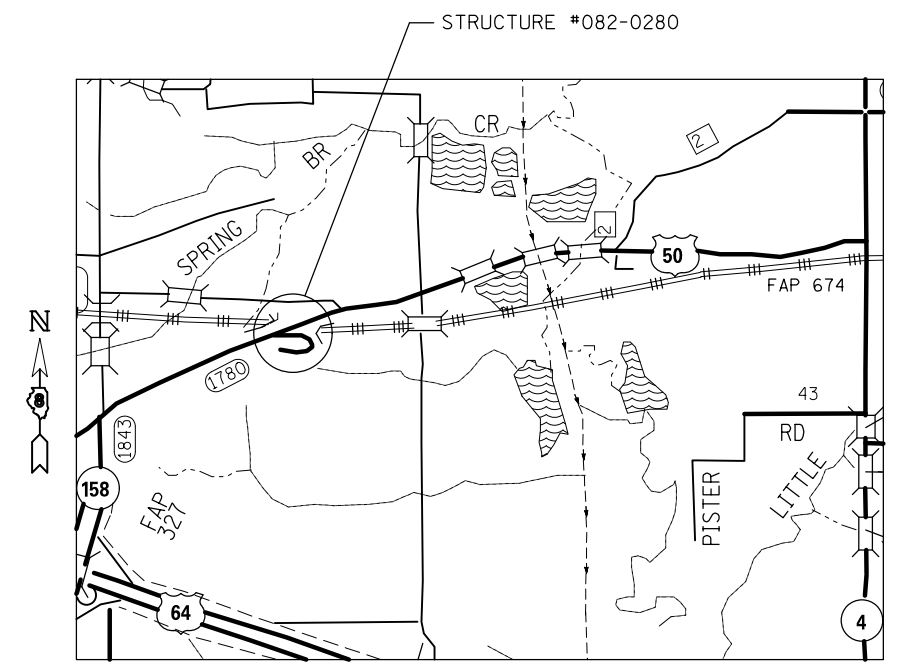 STRUCTURE #082-0280
CR
2
BR
SPRING
2
50
FAP 674
N
8
1780
43
1843
RD
158
PISTER
LITTLE
FAP
327
64
4